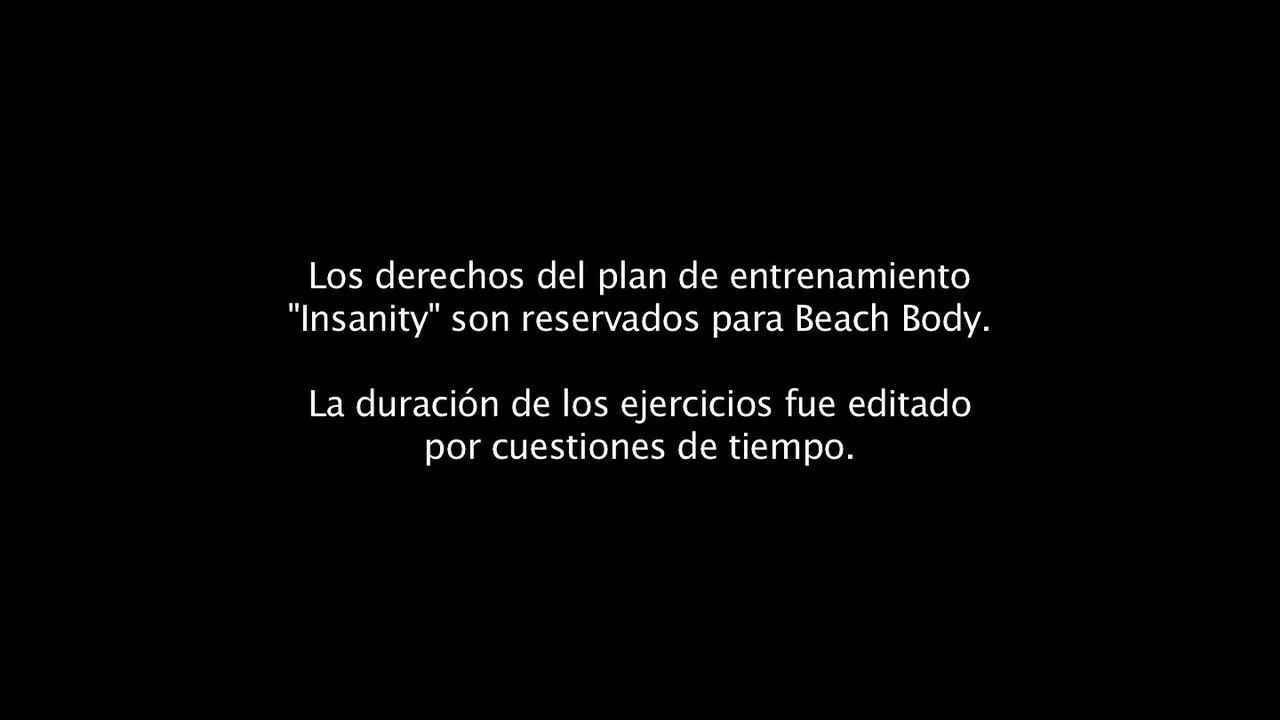 Los derechos del plan de entrenamiento
"Insanity" son reservados para Beach Body.
La duración de los ejercicios fue editado
por cuestiones de tiempo.